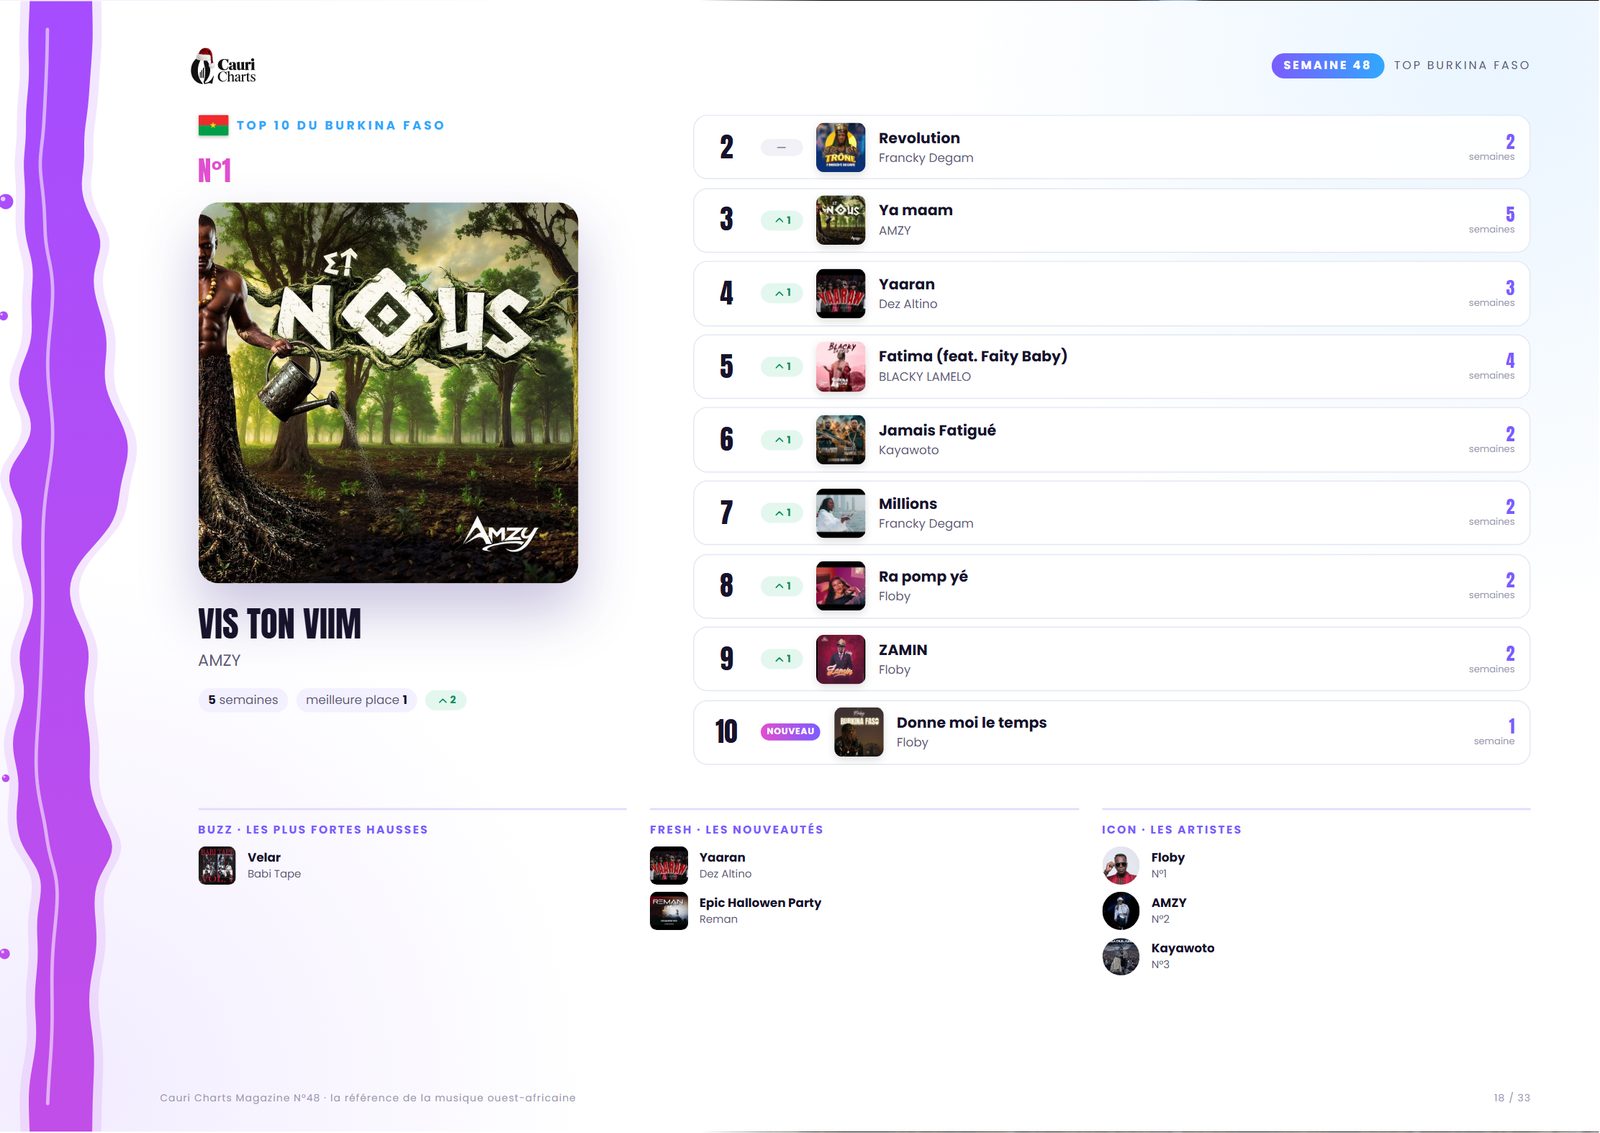 Cauri
Charts
SEMAINE 48 TOP BURKINA FASO
TOP 10 DU BURKINA FASO
N°1
ET
NOUS
AMZY
VIS TON VIIM
AMZY
5 semaines meilleure place 1 2
2 – Revolution 2
Francky Degam semaines
3 1 Ya maam 5
AMZY semaines
4 1 Yaaran 3
Dez Altino semaines
5 1 Fatima (feat. Faity Baby) 4
BLACKY LAMELO semaines
6 1 Jamais Fatigué 2
Kayawoto semaines
7 1 Millions 2
Francky Degam semaines
8 1 Ra pomp yé 2
Floby semaines
9 1 ZAMIN 2
Floby semaines
10 NOUVEAU Donne moi le temps 1
Floby semaine
BUZZ · LES PLUS FORTES HAUSSES
Velar
Babi Tape
FRESH · LES NOUVEAUTÉS
Yaaran
Dez Altino
Epic Hallowen Party
Reman
ICON · LES ARTISTES
Floby
N°1
AMZY
N°2
Kayawoto
N°3
Cauri Charts Magazine N°48 · la référence de la musique ouest-africaine
18 / 33